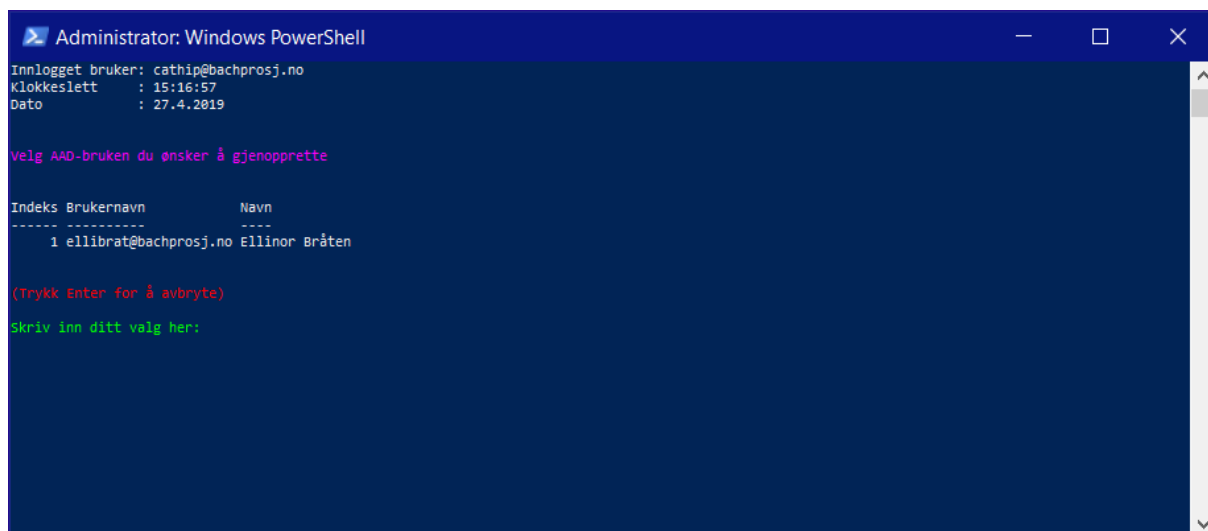 Administrator: Windows PowerShell
Innlogget bruker: cathip@bachprosj.no
Klokkeslett     : 15:16:57
Dato            : 27.4.2019
Velg AAD-bruken du ønsker å gjenopprette
Indeks Brukernavn            Navn
------ ----------            ----
     1 ellibrat@bachprosj.no Ellinor Bråten
(Trykk Enter for å avbryte)
Skriv inn ditt valg her: